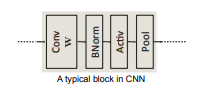 Conv
w
BNorm
Activ
Pool
A typical block in CNN